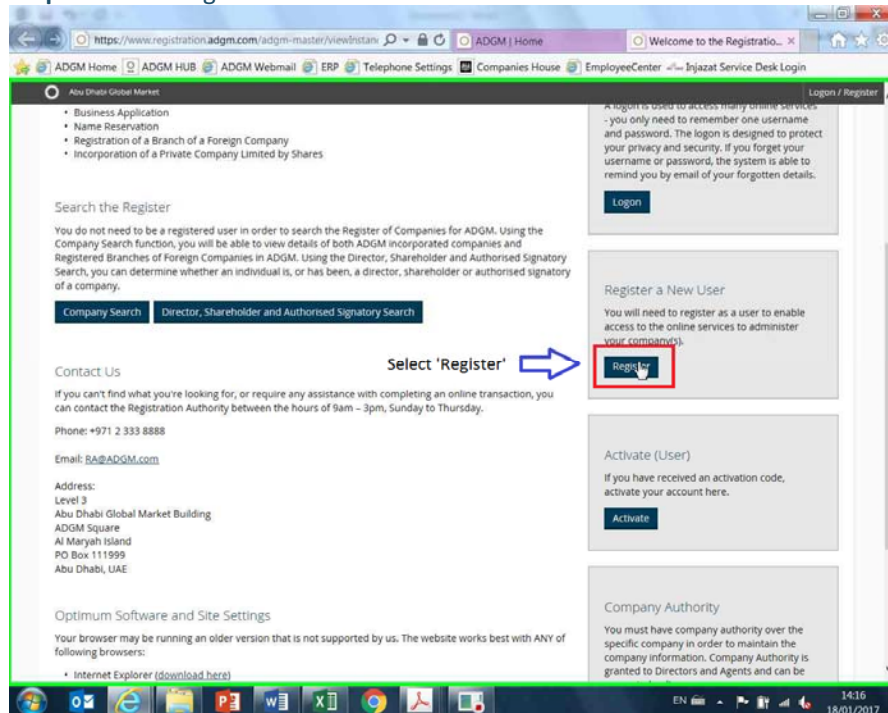 https://www.registration.adgm.com/adgm-master/viewInstanc
ADGM | Home
Welcome to the Registratio...
ADGM Home
ADGM HUB
ADGM Webmail
ERP
Telephone Settings
Companies House
EmployeeCenter
Injazat Service Desk Login
Abu Dhabi Global Market
Logon / Register
• Business Application
• Name Reservation
• Registration of a Branch of a Foreign Company
• Incorporation of a Private Company Limited by Shares
Search the Register
You do not need to be a registered user in order to search the Register of Companies for ADGM. Using the
Company Search function, you will be able to view details of both ADGM incorporated companies and
Registered Branches of Foreign Companies in ADGM. Using the Director, Shareholder and Authorised Signatory
Search, you can determine whether an individual is, or has been, a director, shareholder or authorised signatory
of a company.
Company Search
Director, Shareholder and Authorised Signatory Search
Select 'Register'
Contact Us
If you can't find what you're looking for, or require any assistance with completing an online transaction, you
can contact the Registration Authority between the hours of 9am – 3pm, Sunday to Thursday.
Phone: +971 2 333 8888
Email: RA@ADGM.com
Address:
Level 3
Abu Dhabi Global Market Building
ADGM Square
Al Maryah Island
PO Box 111999
Abu Dhabi, UAE
Optimum Software and Site Settings
Your browser may be running an older version that is not supported by us. The website works best with ANY of
following browsers:
• Internet Explorer (download here)
A logon is used to access many online services
- you only need to remember one username
and password. The logon is designed to protect
your privacy and security. If you forget your
username or password, the system is able to
remind you by email of your forgotten details.
Logon
Register a New User
You will need to register as a user to enable
access to the online services to administer
your company(s).
Register
Activate (User)
If you have received an activation code,
activate your account here.
Activate
Company Authority
You must have company authority over the
specific company in order to maintain the
company information. Company Authority is
granted to Directors and Agents and can be
EN
14:16
18/01/2017